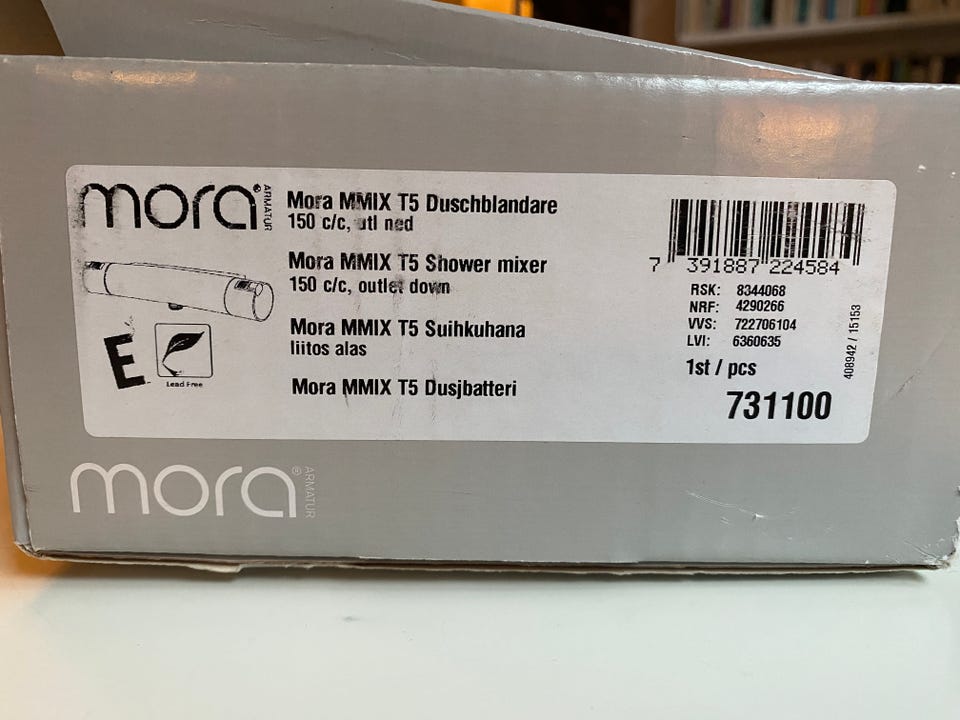 mora® ARMATUR
Mora MMIX T5 Duschblandare
150 c/c, utl ned
Mora MMIX T5 Shower mixer
150 c/c, outlet down
Mora MMIX T5 Suihkuhana
liitos alas
Mora MMIX T5 Dusjbatteri
E
Lead Free
7 391887 224584
RSK: 8344068
NRF: 4290266
VVS: 722706104
LVI: 6360635
1st / pcs
731100
408942 / 15153
mora® ARMATUR